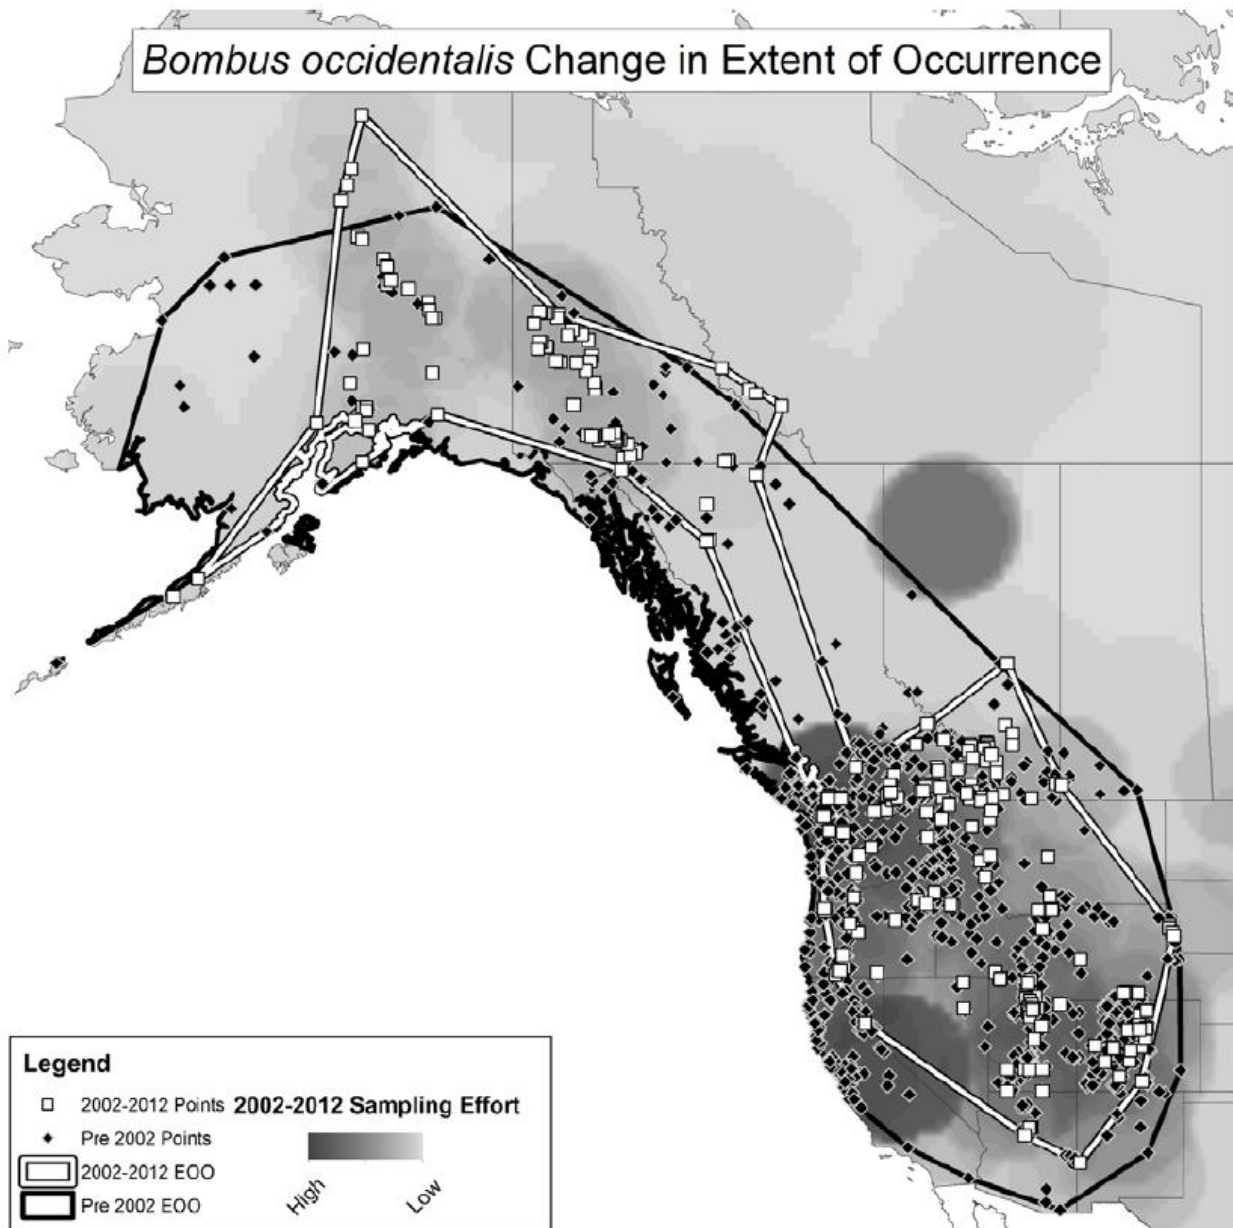 Bombus occidentalis Change in Extent of Occurrence
Legend
2002-2012 Points
Pre 2002 Points
2002-2012 EOO
Pre 2002 EOO
2002-2012 Sampling Effort
High
Low